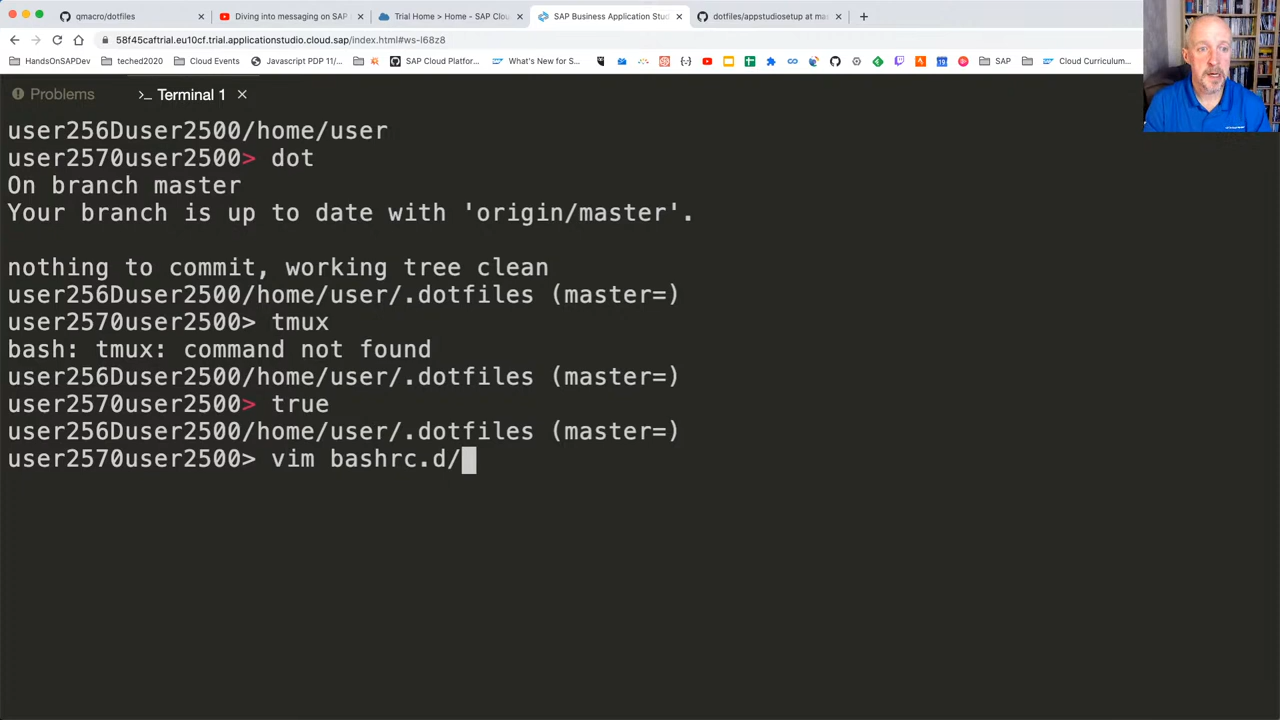 qmacro/dotfiles
Diving into messaging on SAP
Trial Home > Home - SAP Clou
SAP Business Application Stu
dotfiles/appstudiosetup at ma
58f45caftrial.eu10cf.trial.applicationstudio.cloud.sap/index.html#ws-l68z8
HandsOnSAPDev
teched2020
Cloud Events
Javascript PDP 11/...
SAP Cloud Platfor...
What's New for S...
SAP
Cloud Curriculum...
Problems
>_ Terminal 1
user256Duser2500/home/user
user2570user2500> dot
On branch master
Your branch is up to date with 'origin/master'.
nothing to commit, working tree clean
user256Duser2500/home/user/.dotfiles (master=)
user2570user2500> tmux
bash: tmux: command not found
user256Duser2500/home/user/.dotfiles (master=)
user2570user2500> true
user256Duser2500/home/user/.dotfiles (master=)
user2570user2500> vim bashrc.d/